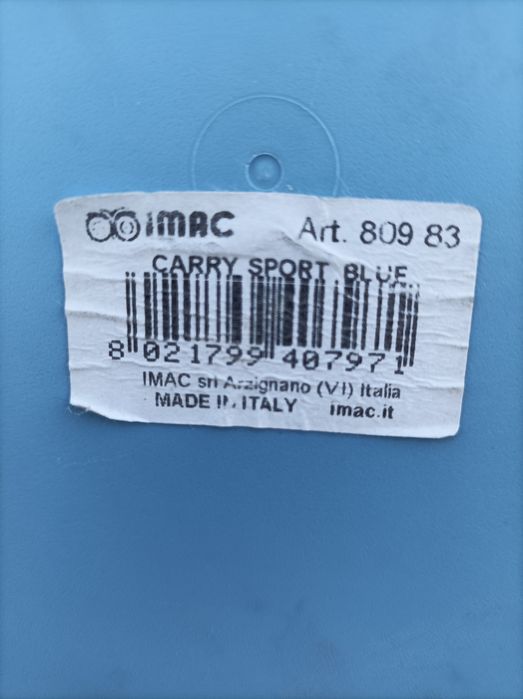 IMAC Art. 809 83
CARRY SPORT BLUE
8 021799 407971
IMAC srl Arzignano (VI) Italia
MADE IN ITALY imac.it